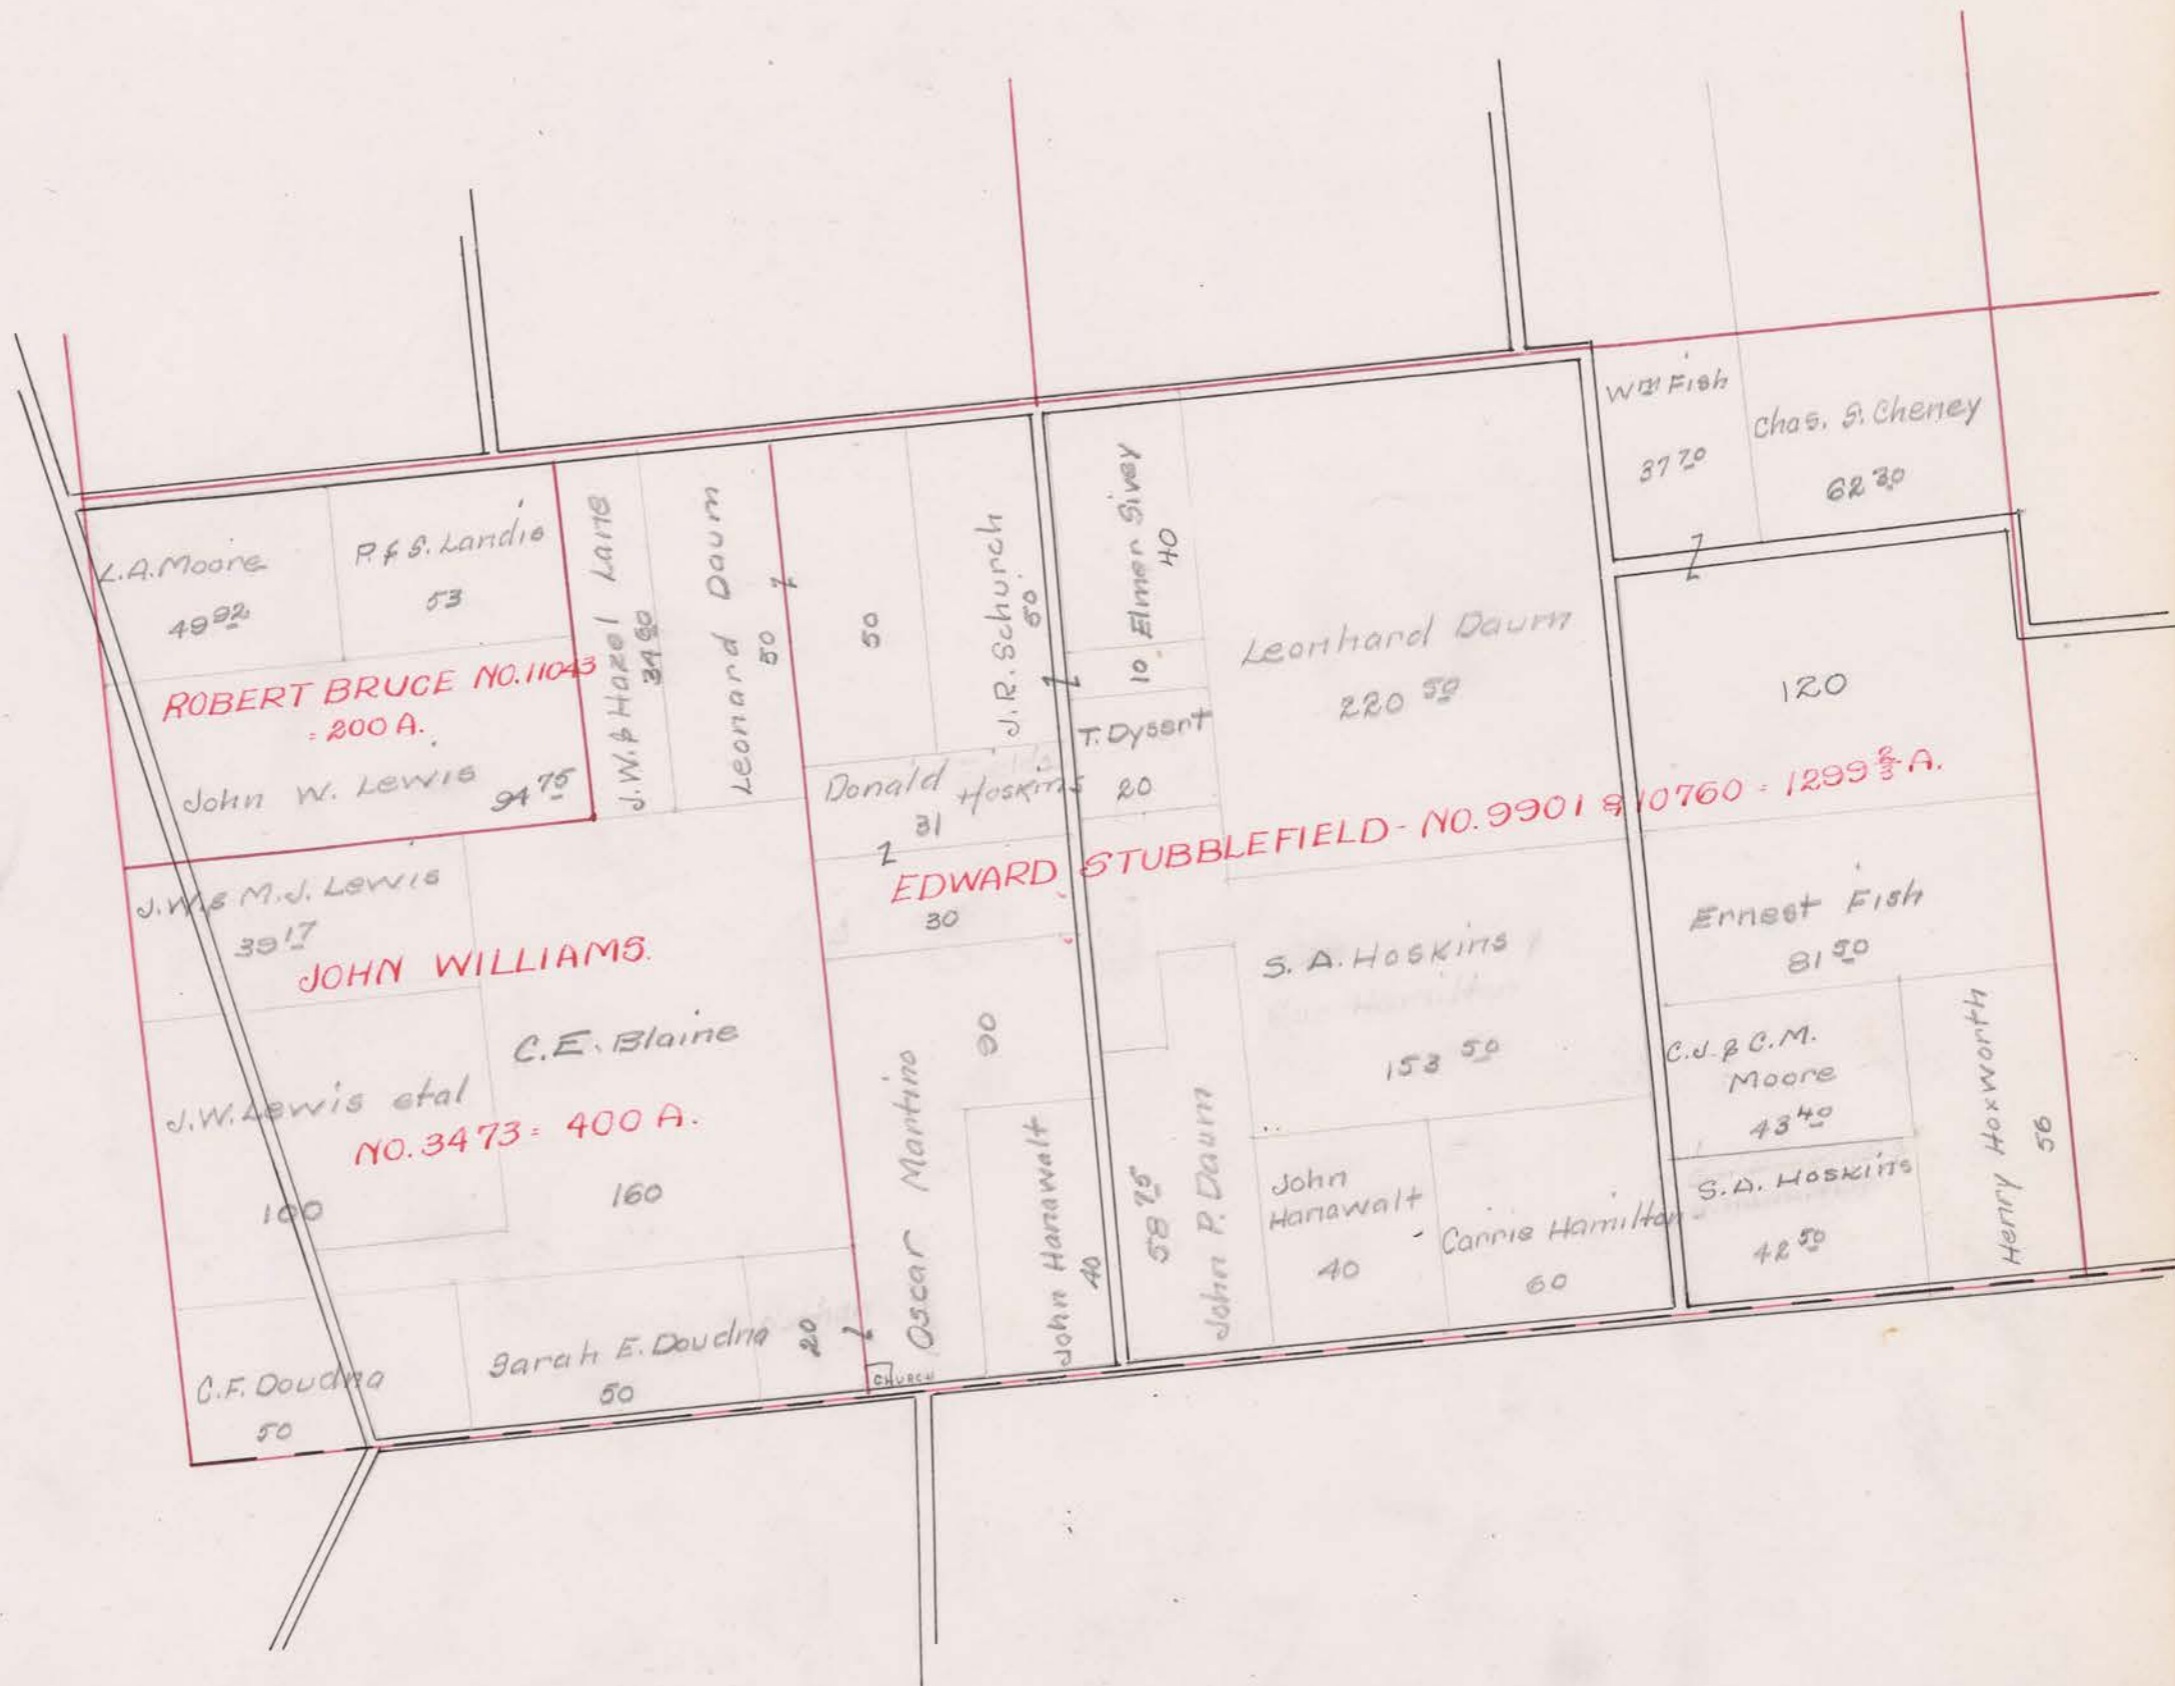 Wm Fish
37 70
Chas. S. Cheney
62 30
L.A. Moore
49 92
P. & S. Landis
53
ROBERT BRUCE NO. 11043
= 200 A.
John W. Lewis
94 75
J.W. & Hazel Lane
34 60
Leonard Daum
50
50
J.R. Schurch
50
Elmer Sivey
40
10
T. Dysert
20
Leonhard Daum
220 50
120
Donald Hoskins
31
EDWARD STUBBLEFIELD - NO. 9901 & 10760 = 1299 2/3 A.
30
J.W. & M.J. Lewis
39 17
JOHN WILLIAMS.
C.E. Blaine
J.W. Lewis etal
NO. 3473 = 400 A.
100
160
Oscar Martino
90
John Hanawalt
40
58 75
John P. Daum
S. A. Hoskins
153 50
Ernest Fish
81 50
C.J. & C.M.
Moore
43 40
S.A. Hoskins
42 50
Henry Hoxworth
56
John
Hanawalt
40
Carrie Hamilton
60
C.F. Doudna
50
Sarah E. Doudna
50
20
CHURCH